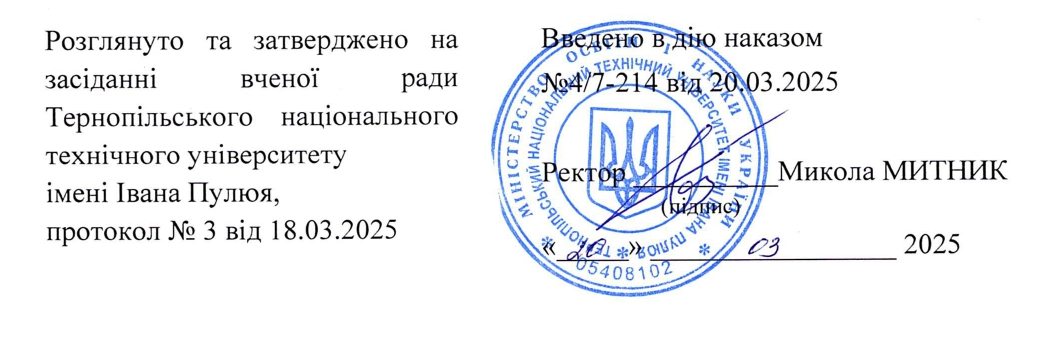 Розглянуто та затверджено на
засіданні вченої ради
Тернопільського національного
технічного університету
імені Івана Пулюя,
протокол № 3 від 18.03.2025
Введено в дію наказом
№4/7-214 від 20.03.2025
Ректор __________ Микола МИТНИК
(підпис)
«20» 03 2025
МІНІСТЕРСТВО ОСВІТИ І НАУКИ УКРАЇНИ
ТЕРНОПІЛЬСЬКИЙ НАЦІОНАЛЬНИЙ ТЕХНІЧНИЙ УНІВЕРСИТЕТ ІМЕНІ ІВАНА ПУЛЮЯ
05408102